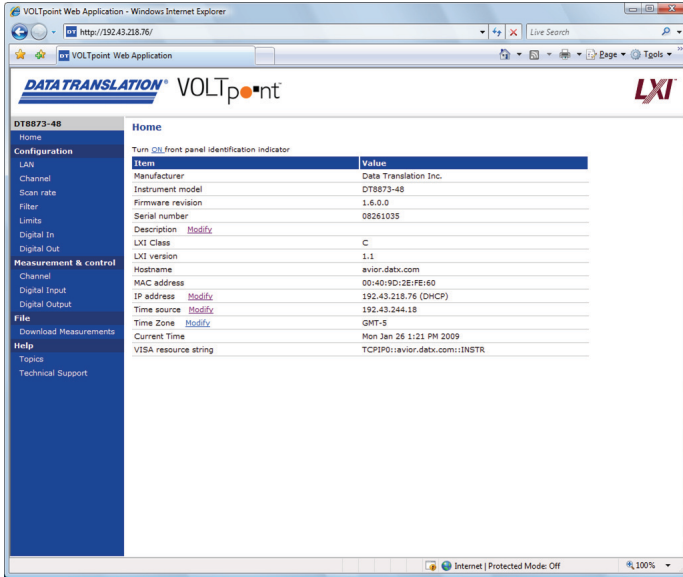 VOLTpoint Web Application - Windows Internet Explorer
DT http://192.43.218.76/ Live Search
DT VOLTpoint Web Application Page Tools
DATA TRANSLATION® VOLTpoint™ LXI
DT8873-48
Home
Configuration
LAN
Channel
Scan rate
Filter
Limits
Digital In
Digital Out
Measurement & control
Channel
Digital Input
Digital Output
File
Download Measurements
Help
Topics
Technical Support
Home
Turn ON front panel identification indicator
Item Value
Manufacturer Data Translation Inc.
Instrument model DT8873-48
Firmware revision 1.6.0.0
Serial number 08261035
Description Modify
LXI Class C
LXI version 1.1
Hostname avior.datx.com
MAC address 00:40:9D:2E:FE:60
IP address Modify 192.43.218.76 (DHCP)
Time source Modify 192.43.244.18
Time Zone Modify GMT-5
Current Time Mon Jan 26 1:21 PM 2009
VISA resource string TCPIP0::avior.datx.com::INSTR
Internet | Protected Mode: Off 100%